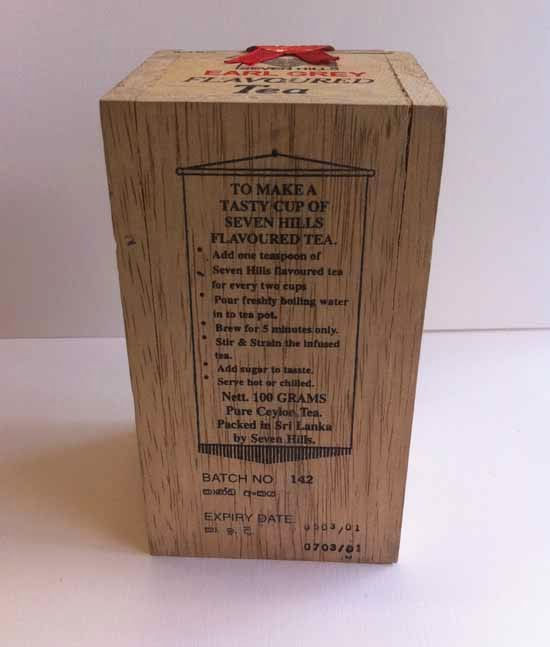 SEVEN HILLS
EARL GREY
FLAVOURED
Tea
TO MAKE A
TASTY CUP OF
SEVEN HILLS
FLAVOURED TEA.
Add one teaspoon of
Seven Hills flavoured tea
for every two cups
Pour freshly boiling water
in to tea pot.
Brew for 5 minutes only.
Stir & Strain the infused
tea.
Add sugar to tasste.
Serve hot or chilled.
Nett. 100 GRAMS
Pure Ceylon Tea.
Packed in Sri Lanka
by Seven Hills.
BATCH NO 142
කාණ්ඩ අංකය
EXPIRY DATE.
0703/01